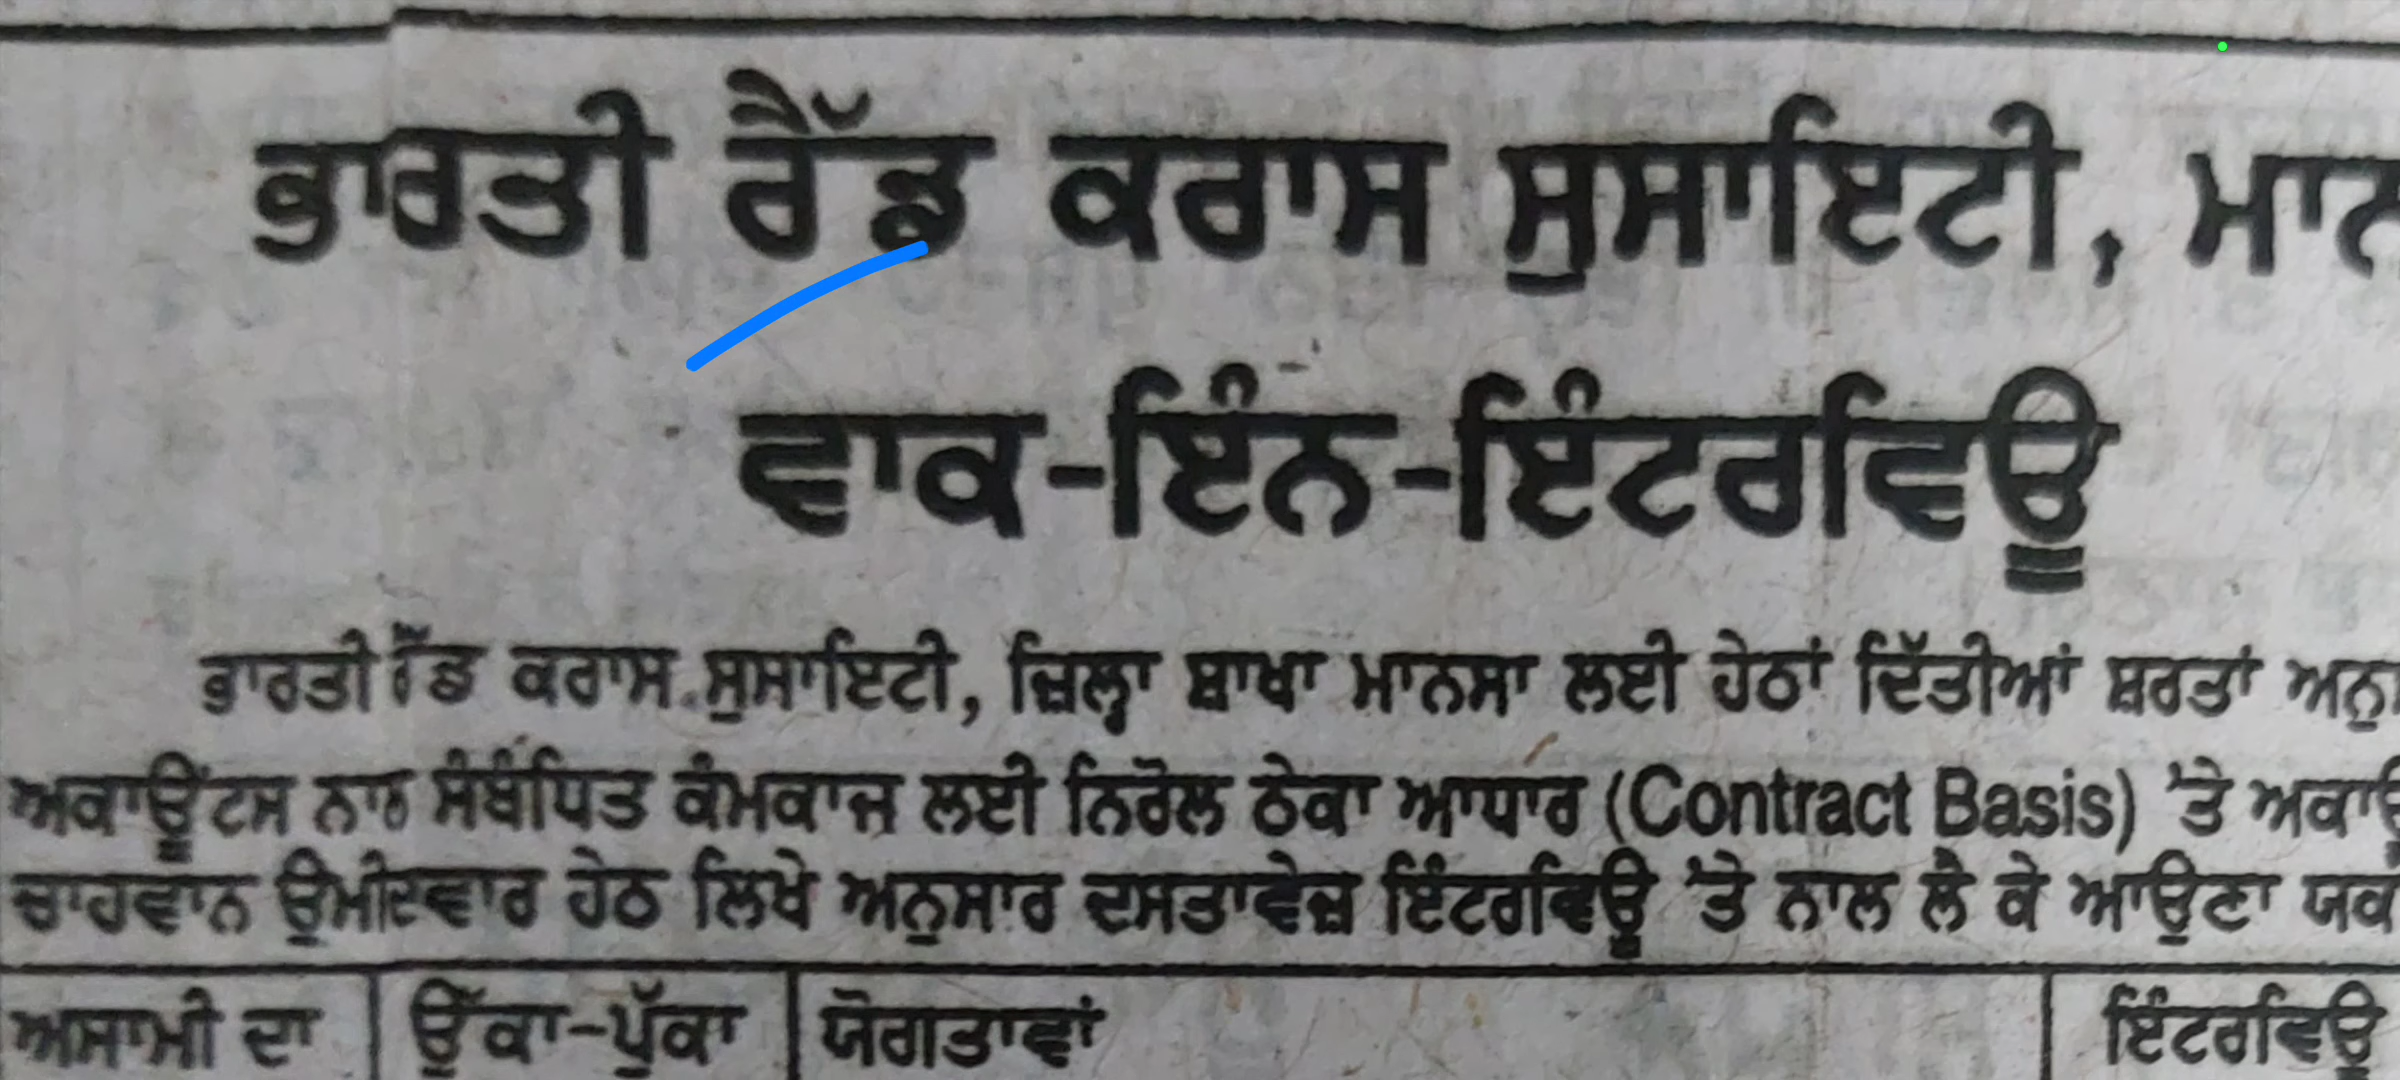 ਭਾਰਤੀ ਰੈੱਡ ਕਰਾਸ ਸੁਸਾਇਟੀ,
ਵਾਕ-ਇੰਨ-ਇੰਟਰਵਿਊ
ਭਾਰਤੀ ਰੈੱਡ ਕਰਾਸ ਸੁਸਾਇਟੀ, ਜ਼ਿਲ੍ਹਾ ਸ਼ਾਖਾ ਮਾਨਸਾ ਲਈ ਹੇਠਾਂ ਦਿੱਤੀਆਂ ਸ਼ਰਤਾਂ
ਅਕਾਊਂਟਸ ਨਾਲ ਸੰਬੰਧਿਤ ਕੰਮਕਾਜ ਲਈ ਨਿਰੋਲ ਠੇਕਾ ਆਧਾਰ (Contract Basis) 'ਤੇ
ਚਾਹਵਾਨ ਉਮੀਦਵਾਰ ਹੇਠ ਲਿਖੇ ਅਨੁਸਾਰ ਦਸਤਾਵੇਜ਼ ਇੰਟਰਵਿਊ 'ਤੇ ਨਾਲ ਲੈ ਕੇ ਆਉਣਾ
ਅਸਾਮੀ ਦਾ ਉੱਕਾ-ਪੁੱਕਾ ਯੋਗਤਾਵਾਂ ਇੰਟਰਵਿਊ